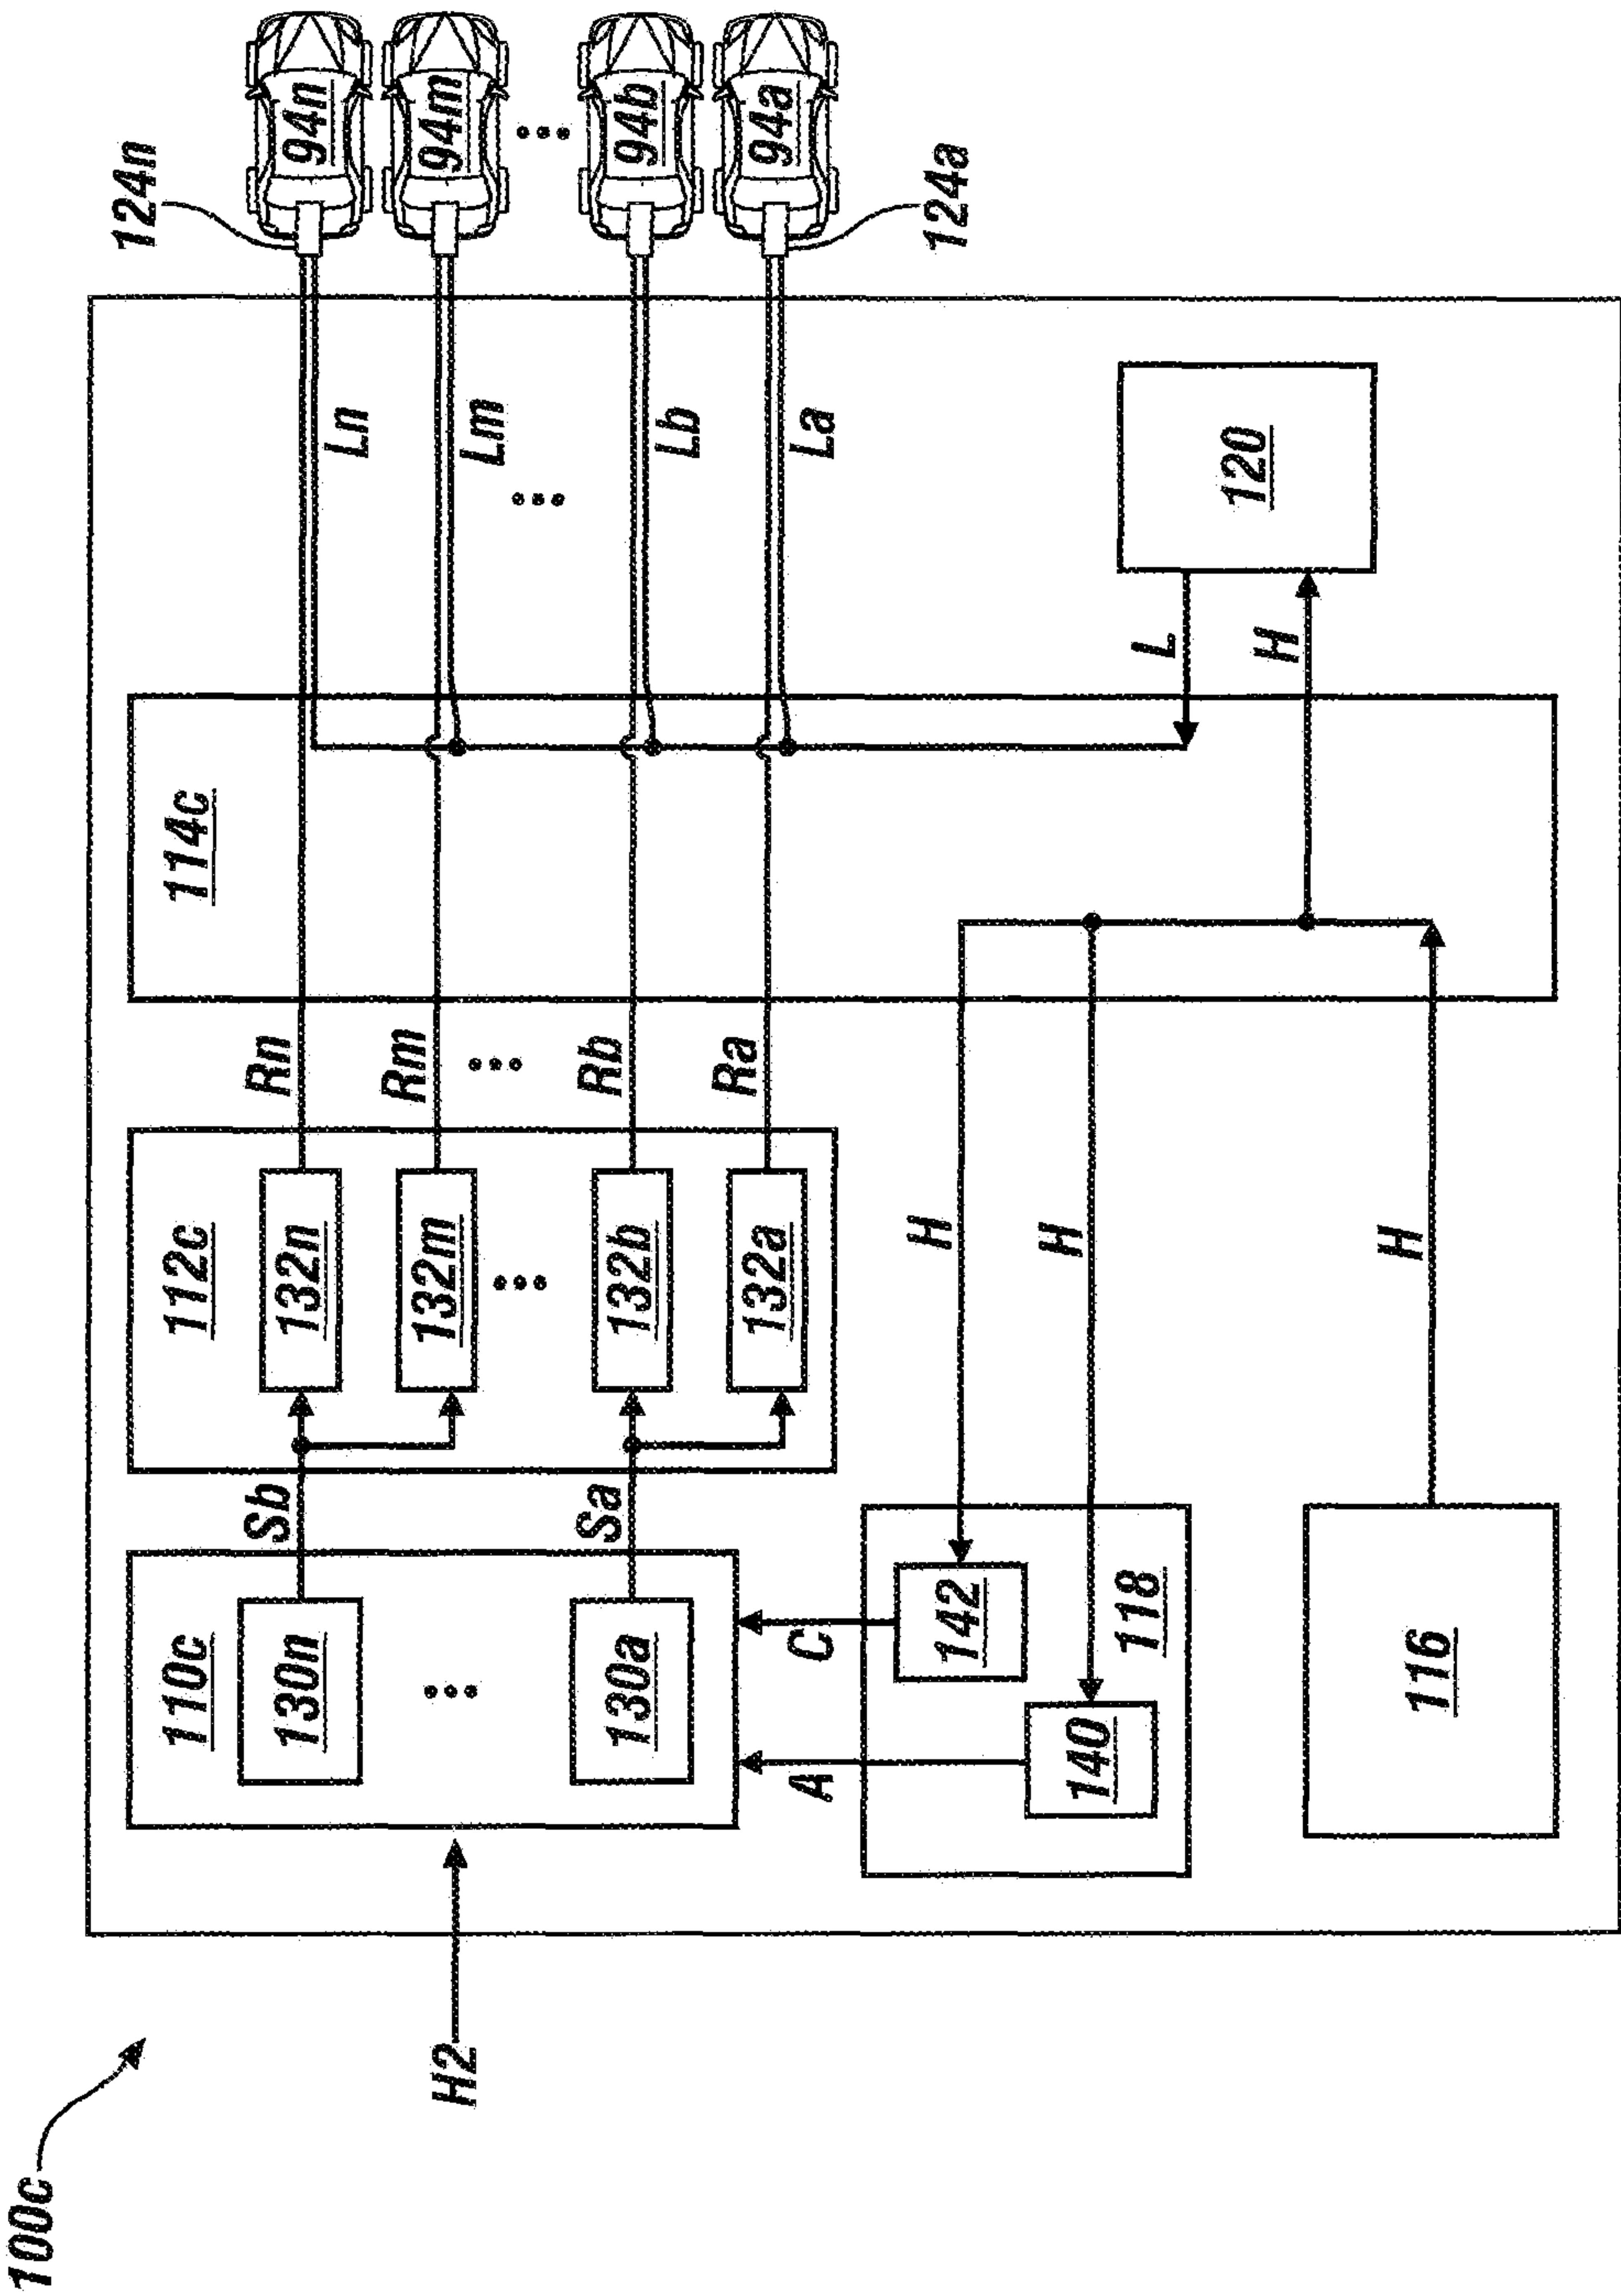 100c
H2
110c
130n
•••
130a
Sb
Sa
112c
132n
132m
•••
132b
132a
Rn
Rm
•••
Rb
Ra
114c
Ln
Lm
•••
Lb
La
124n
94n
94m
•••
94b
94a
124a
A
C
140
142
118
H
H
116
H
L
H
120